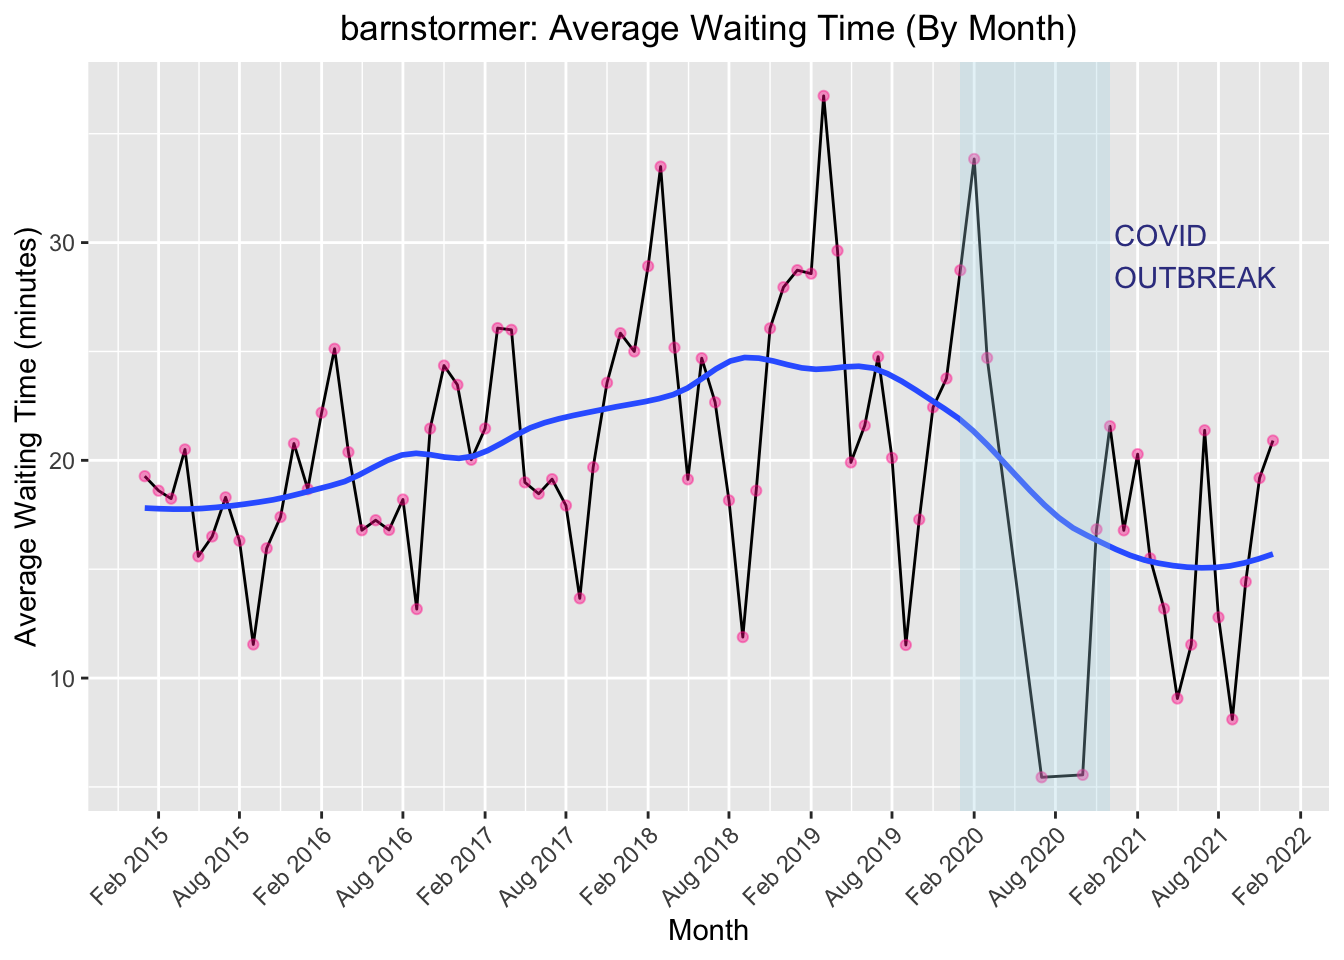 barnstormer: Average Waiting Time (By Month)
Average Waiting Time (minutes)
30
20
10
COVID
OUTBREAK
Feb 2015
Aug 2015
Feb 2016
Aug 2016
Feb 2017
Aug 2017
Feb 2018
Aug 2018
Feb 2019
Aug 2019
Feb 2020
Aug 2020
Feb 2021
Aug 2021
Feb 2022
Month